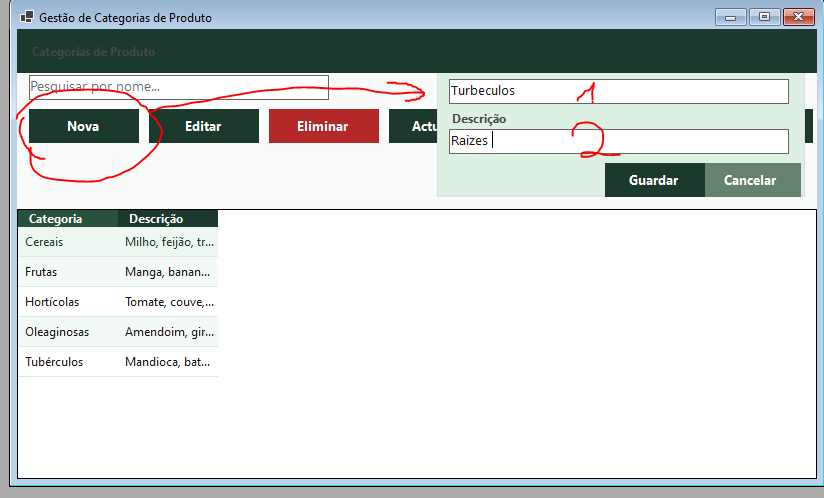 Gestão de Categorias de Produto
Categorias de Produto
Pesquisar por nome...
Turbeculos 1
Descrição
Raizes 2
Nova Editar Eliminar Actu
Guardar Cancelar
Categoria Descrição
Cereais Milho, feijão, tr...
Frutas Manga, banan...
Hortícolas Tomate, couve,...
Oleaginosas Amendoim, gir...
Tubérculos Mandioca, bat...